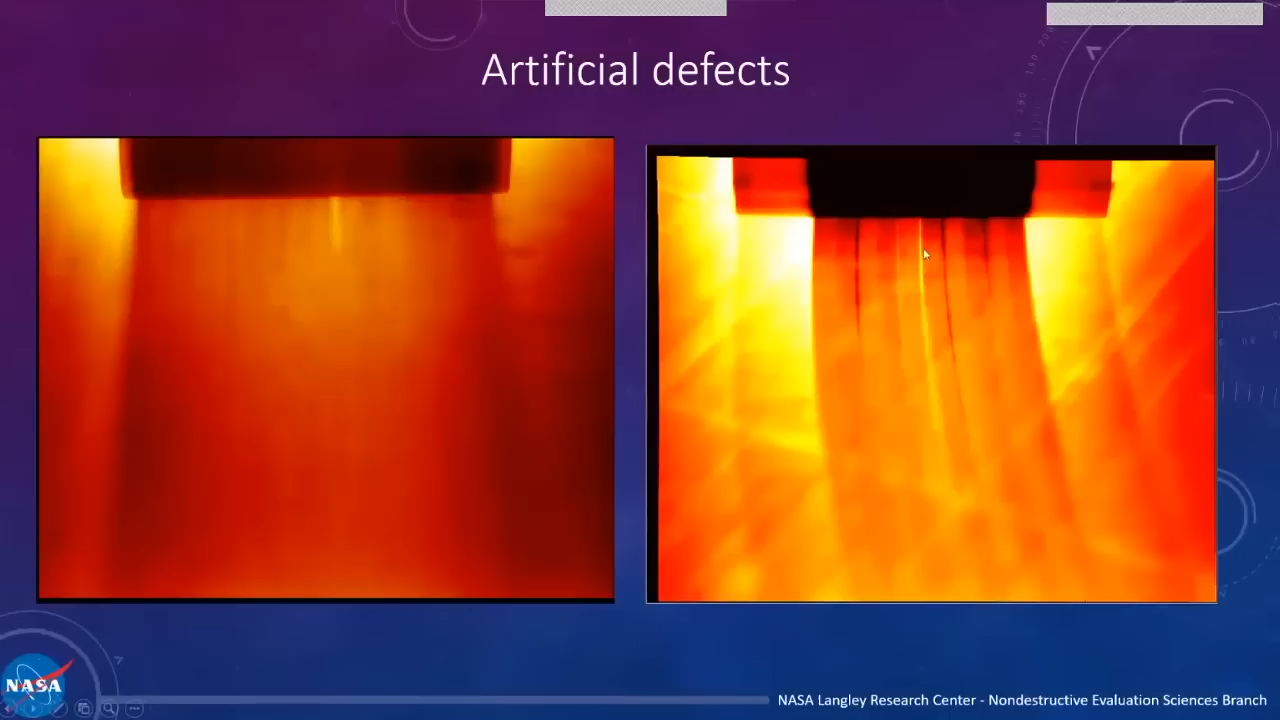 Artificial defects
NASA
NASA Langley Research Center - Nondestructive Evaluation Sciences Branch